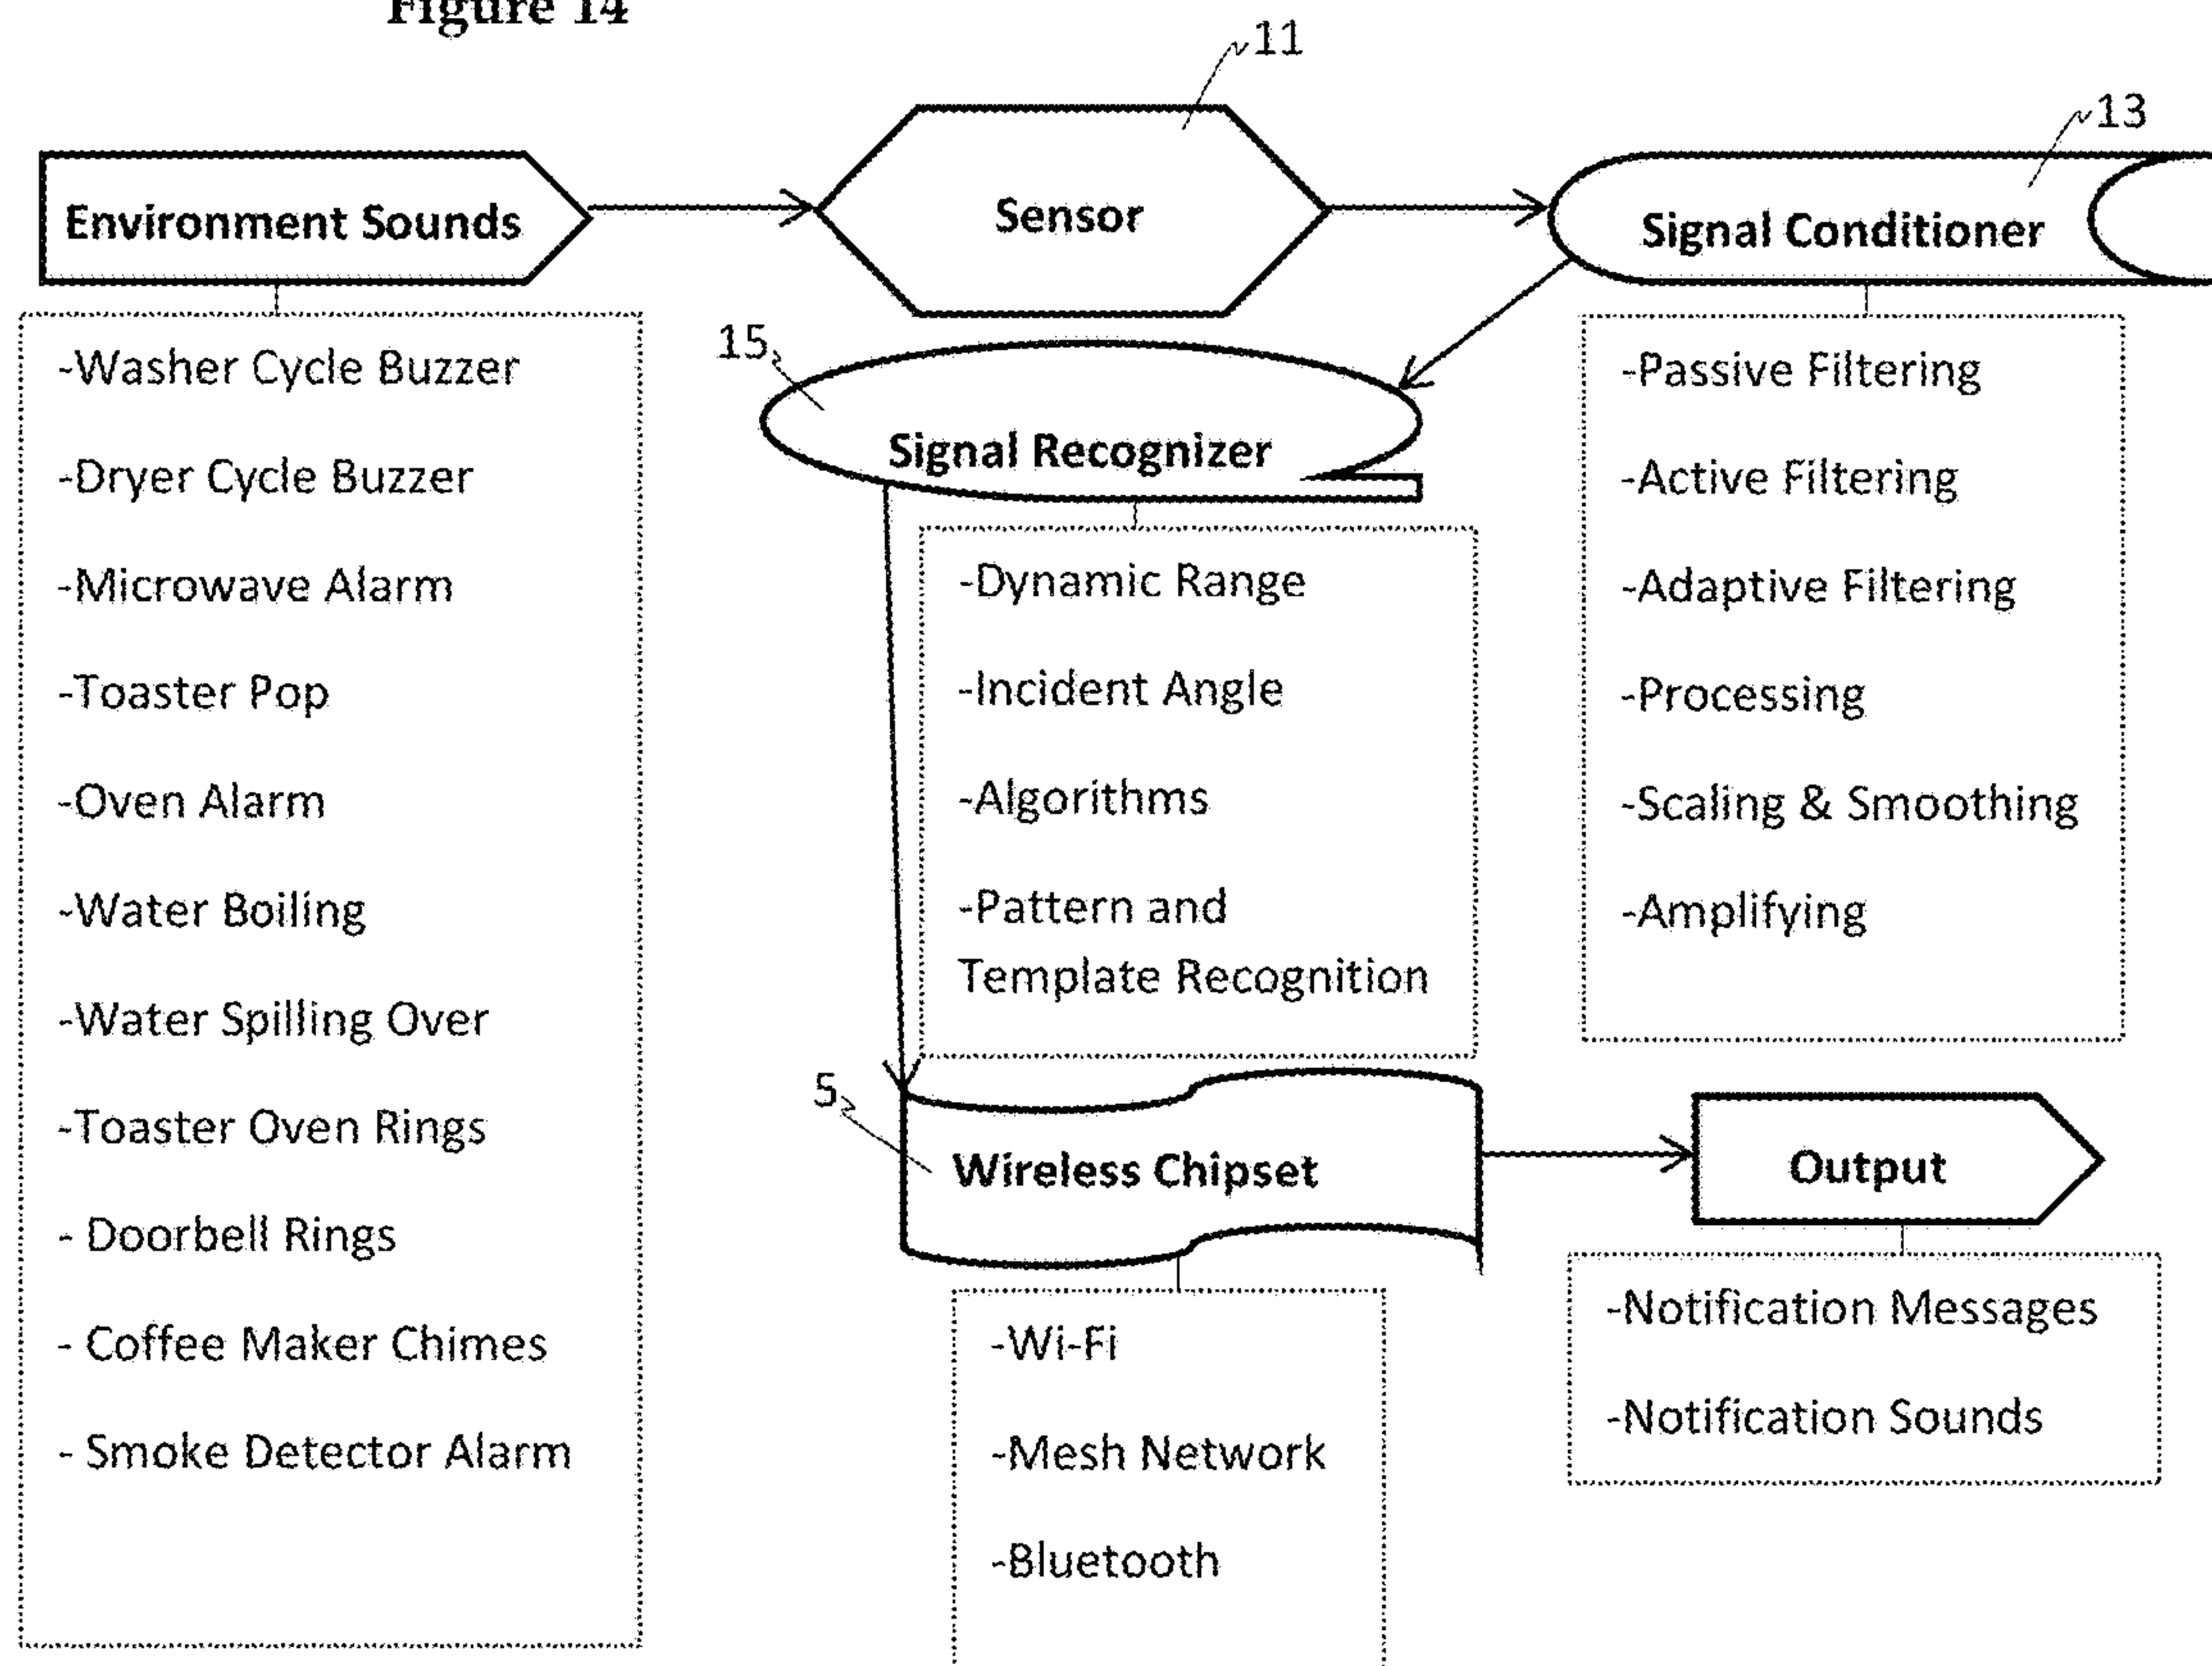 Figure 14
11
13
Environment Sounds
Sensor
Signal Conditioner
-Washer Cycle Buzzer
-Dryer Cycle Buzzer
-Microwave Alarm
-Toaster Pop
-Oven Alarm
-Water Boiling
-Water Spilling Over
-Toaster Oven Rings
- Doorbell Rings
- Coffee Maker Chimes
- Smoke Detector Alarm
15
Signal Recognizer
-Dynamic Range
-Incident Angle
-Algorithms
-Pattern and
Template Recognition
-Passive Filtering
-Active Filtering
-Adaptive Filtering
-Processing
-Scaling & Smoothing
-Amplifying
5
Wireless Chipset
-Wi-Fi
-Mesh Network
-Bluetooth
Output
-Notification Messages
-Notification Sounds